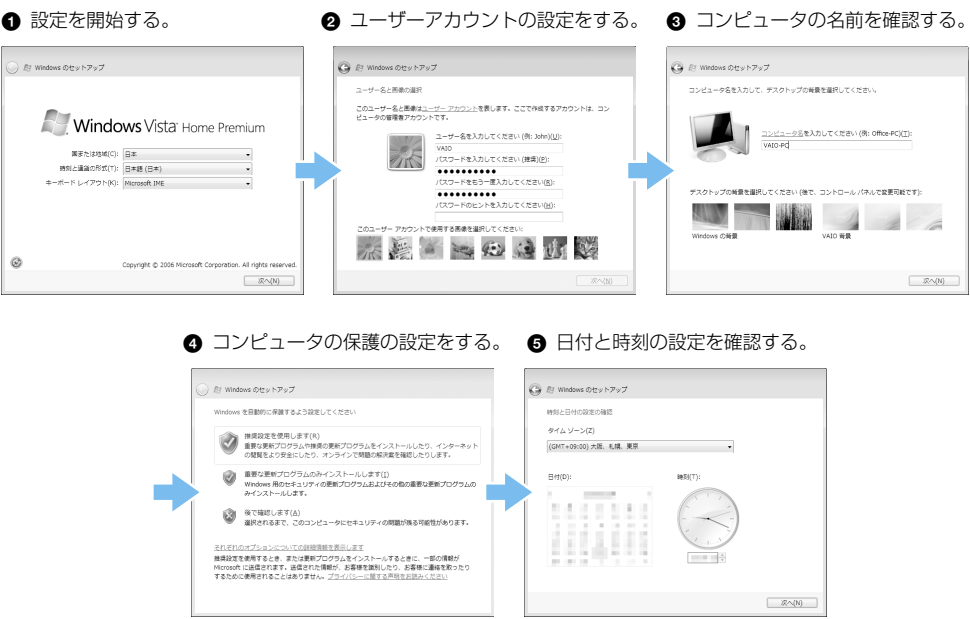 ❶ 設定を開始する。
Windows のセットアップ
Windows Vista Home Premium
国または地域(C): 日本
時刻と通貨の形式(T): 日本語 (日本)
キーボード レイアウト(K): Microsoft IME
Copyright © 2006 Microsoft Corporation. All rights reserved.
次へ(N)
❷ ユーザーアカウントの設定をする。
Windows のセットアップ
ユーザー名と画像の選択
このユーザー名と画像はユーザー アカウントを表します。ここで作成するアカウントは、コン
ピュータの管理者アカウントです。
ユーザー名を入力してください (例: John)(U):
VAIO
パスワードを入力してください (推奨)(P):
●●●●●●●●●●
パスワードをもう一度入力してください(R):
●●●●●●●●●●
パスワードのヒントを入力してください(H):
このユーザー アカウントで使用する画像を選択してください:
次へ(N)
❸ コンピュータの名前を確認する。
Windows のセットアップ
コンピュータ名を入力して、デスクトップの背景を選択してください。
コンピュータ名を入力してください (例: Office-PC)(T):
VAIO-PC
デスクトップの背景を選択してください (後で、コントロール パネルで変更可能です):
Windows の背景
VAIO 背景
次へ(N)
❹ コンピュータの保護の設定をする。
Windows のセットアップ
Windows を自動的に保護するよう設定してください
推奨設定を使用します(R)
重要な更新プログラムや推奨の更新プログラムをインストールしたり、インターネット
の閲覧をより安全にしたり、オンラインで問題の解決策を確認したりします。
重要な更新プログラムのみインストールします(I)
Windows 用のセキュリティの更新プログラムおよびその他の重要な更新プログラムの
みインストールします。
後で確認します(A)
選択されるまで、このコンピュータにセキュリティの問題が残る可能性があります。
それぞれのオプションについての詳細情報を表示します
推奨設定を使用するとき、または更新プログラムをインストールするときに、一部の情報が
Microsoft に送信されます。送信された情報が、お客様を識別したり、お客様に連絡を取ったり
するために使用されることはありません。プライバシーに関する声明をお読みください
❺ 日付と時刻の設定を確認する。
Windows のセットアップ
時刻と日付の設定の確認
タイム ゾーン(Z)
(GMT+09:00) 大阪、札幌、東京
日付(D):
時刻(T):
次へ(N)